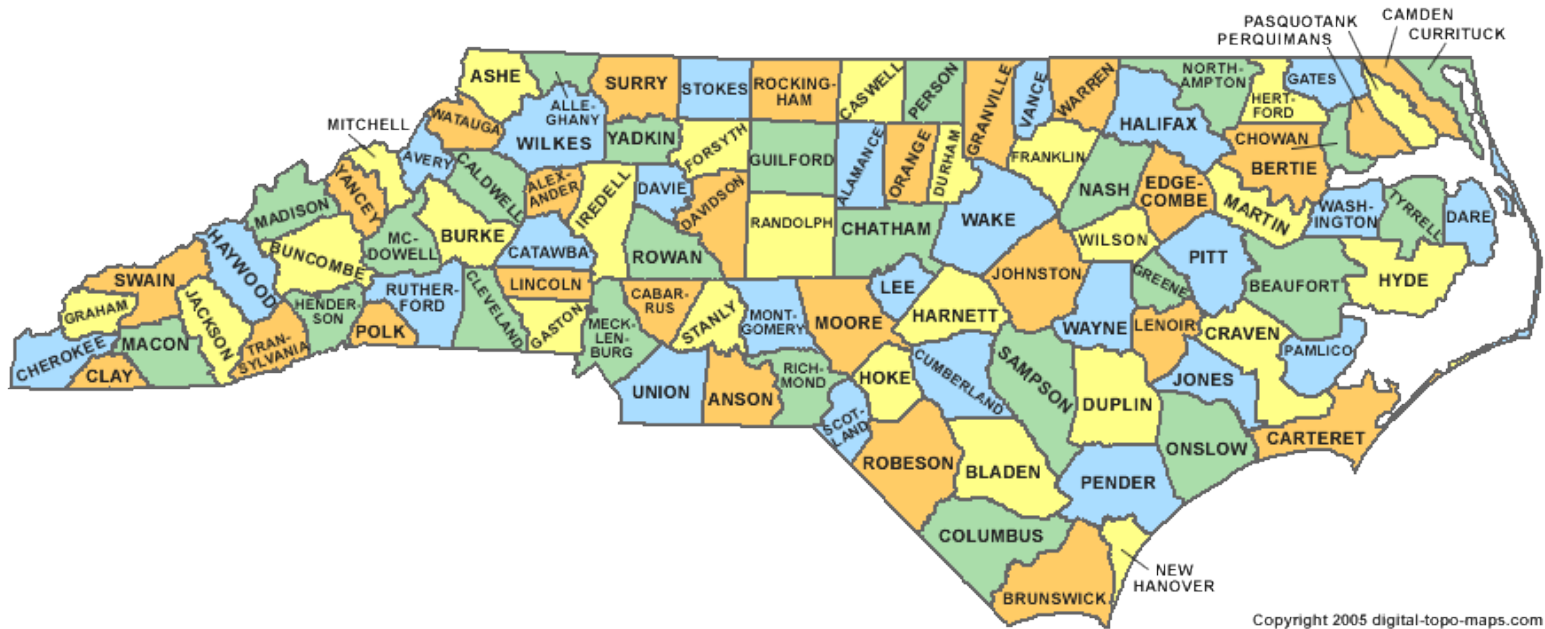 PASQUOTANK
CAMDEN
PERQUIMANS
CURRITUCK
ASHE
ALLE-
GHANY
SURRY
STOKES
ROCKING-
HAM
CASWELL
PERSON
GRANVILLE
VANCE
WARREN
NORTH-
AMPTON
HERT-
FORD
GATES
HALIFAX
MITCHELL
WATAUGA
WILKES
YADKIN
FORSYTH
GUILFORD
ALAMANCE
ORANGE
DURHAM
FRANKLIN
CHOWAN
BERTIE
AVERY
CALDWELL
ALEX-
ANDER
IREDELL
DAVIE
DAVIDSON
NASH
EDGE-
COMBE
MARTIN
WASH-
INGTON
TYRRELL
DARE
YANCEY
MADISON
BUNCOMBE
MC-
DOWELL
BURKE
CATAWBA
ROWAN
RANDOLPH
CHATHAM
WAKE
WILSON
PITT
HAYWOOD
SWAIN
GRAHAM
JACKSON
HENDER-
SON
RUTHER-
FORD
CLEVELAND
LINCOLN
GASTON
CABAR-
RUS
STANLY
MONT-
GOMERY
MOORE
LEE
HARNETT
JOHNSTON
WAYNE
GREENE
LENOIR
BEAUFORT
HYDE
CHEROKEE
CLAY
MACON
TRAN-
SYLVANIA
POLK
MECK-
LEN-
BURG
UNION
ANSON
RICH-
MOND
SCOT-
LAND
HOKE
CUMBERLAND
SAMPSON
DUPLIN
JONES
CRAVEN
PAMLICO
CARTERET
ONSLOW
ROBESON
BLADEN
PENDER
COLUMBUS
BRUNSWICK
NEW
HANOVER
Copyright 2005 digital-topo-maps.com